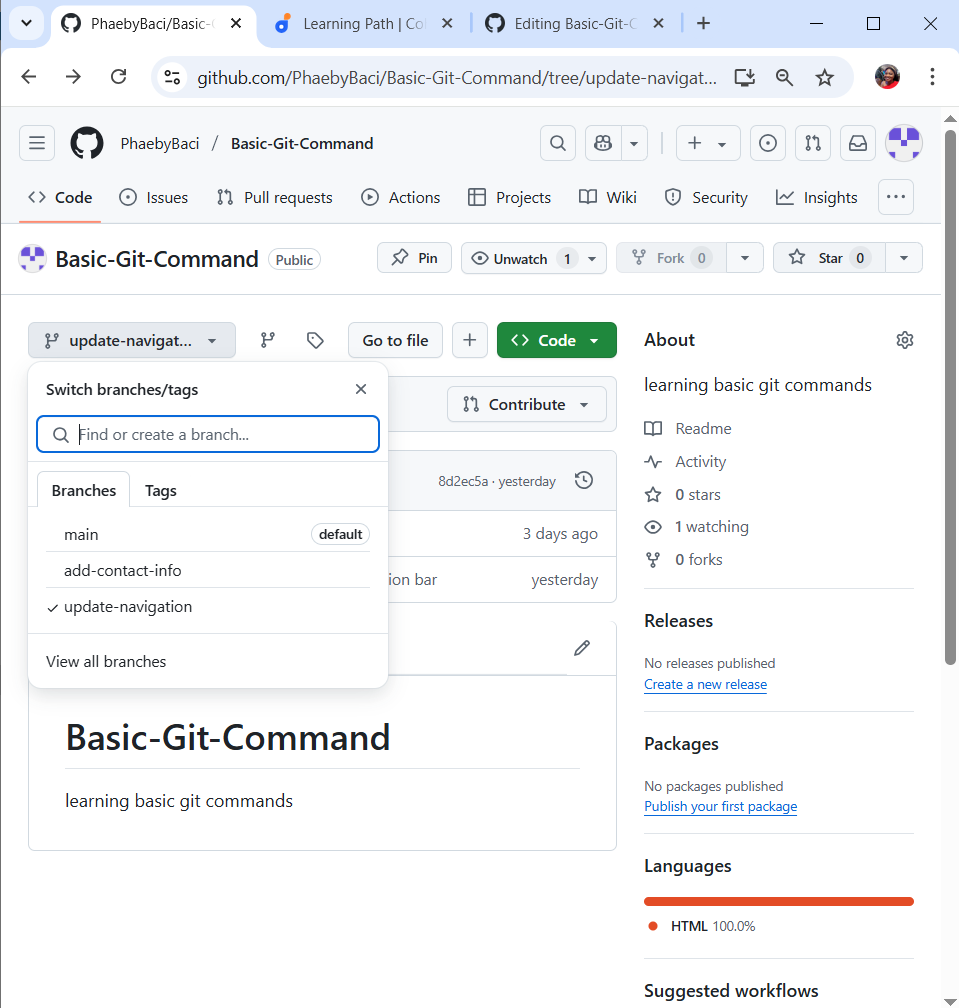 PhaebyBaci/Basic-
Learning Path | Co
Editing Basic-Git-C
github.com/PhaebyBaci/Basic-Git-Command/tree/update-navigat...
PhaebyBaci / Basic-Git-Command
Code Issues Pull requests Actions Projects Wiki Security Insights
Basic-Git-Command Public Pin Unwatch 1 Fork 0 Star 0
update-navigat... Go to file Code
Switch branches/tags
Contribute
Find or create a branch...
Branches Tags
8d2ec5a · yesterday
main default
3 days ago
add-contact-info
ion bar yesterday
update-navigation
View all branches
Basic-Git-Command
learning basic git commands
About
learning basic git commands
Readme
Activity
0 stars
1 watching
0 forks
Releases
No releases published
Create a new release
Packages
No packages published
Publish your first package
Languages
HTML 100.0%
Suggested workflows